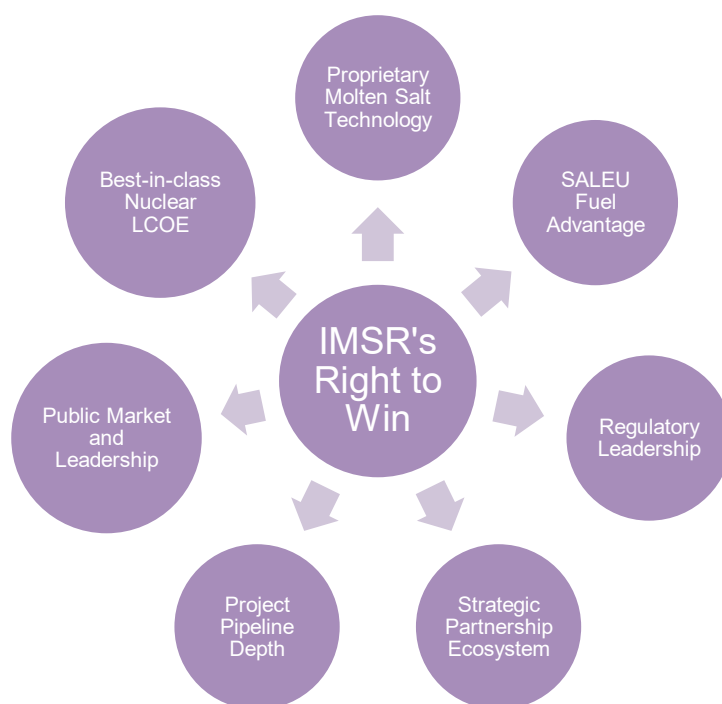 Proprietary
Molten Salt
Technology
SALEU
Fuel
Advantage
Regulatory
Leadership
Strategic
Partnership
Ecosystem
Project
Pipeline
Depth
Public Market
and
Leadership
Best-in-class
Nuclear
LCOE
IMSR's
Right to
Win